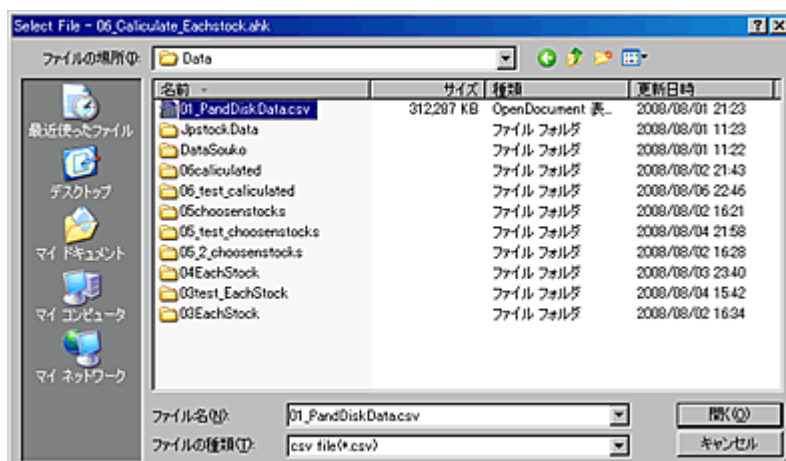 Select File - 06_Caliculate_Eachstock.ahk
ファイルの場所(I): Data
名前 サイズ 種類 更新日時
01_PandDiskData.csv 312,287 KB OpenDocument 表... 2008/08/01 21:23
Jpstock.Data ファイル フォルダ 2008/08/01 11:23
DataSouko ファイル フォルダ 2008/08/01 11:22
06caliculated ファイル フォルダ 2008/08/02 21:43
06_test_caliculated ファイル フォルダ 2008/08/06 22:46
05choosenstocks ファイル フォルダ 2008/08/02 16:21
05_test_choosenstocks ファイル フォルダ 2008/08/04 21:58
05_2_choosenstocks ファイル フォルダ 2008/08/02 16:28
04EachStock ファイル フォルダ 2008/08/03 23:40
03test_EachStock ファイル フォルダ 2008/08/04 15:42
03EachStock ファイル フォルダ 2008/08/02 16:34
最近使ったファイル
デスクトップ
マイ ドキュメント
マイ コンピュータ
マイ ネットワーク
ファイル名(N): 01_PandDiskData.csv 開く(O)
ファイルの種類(T): csv file(*.csv) キャンセル